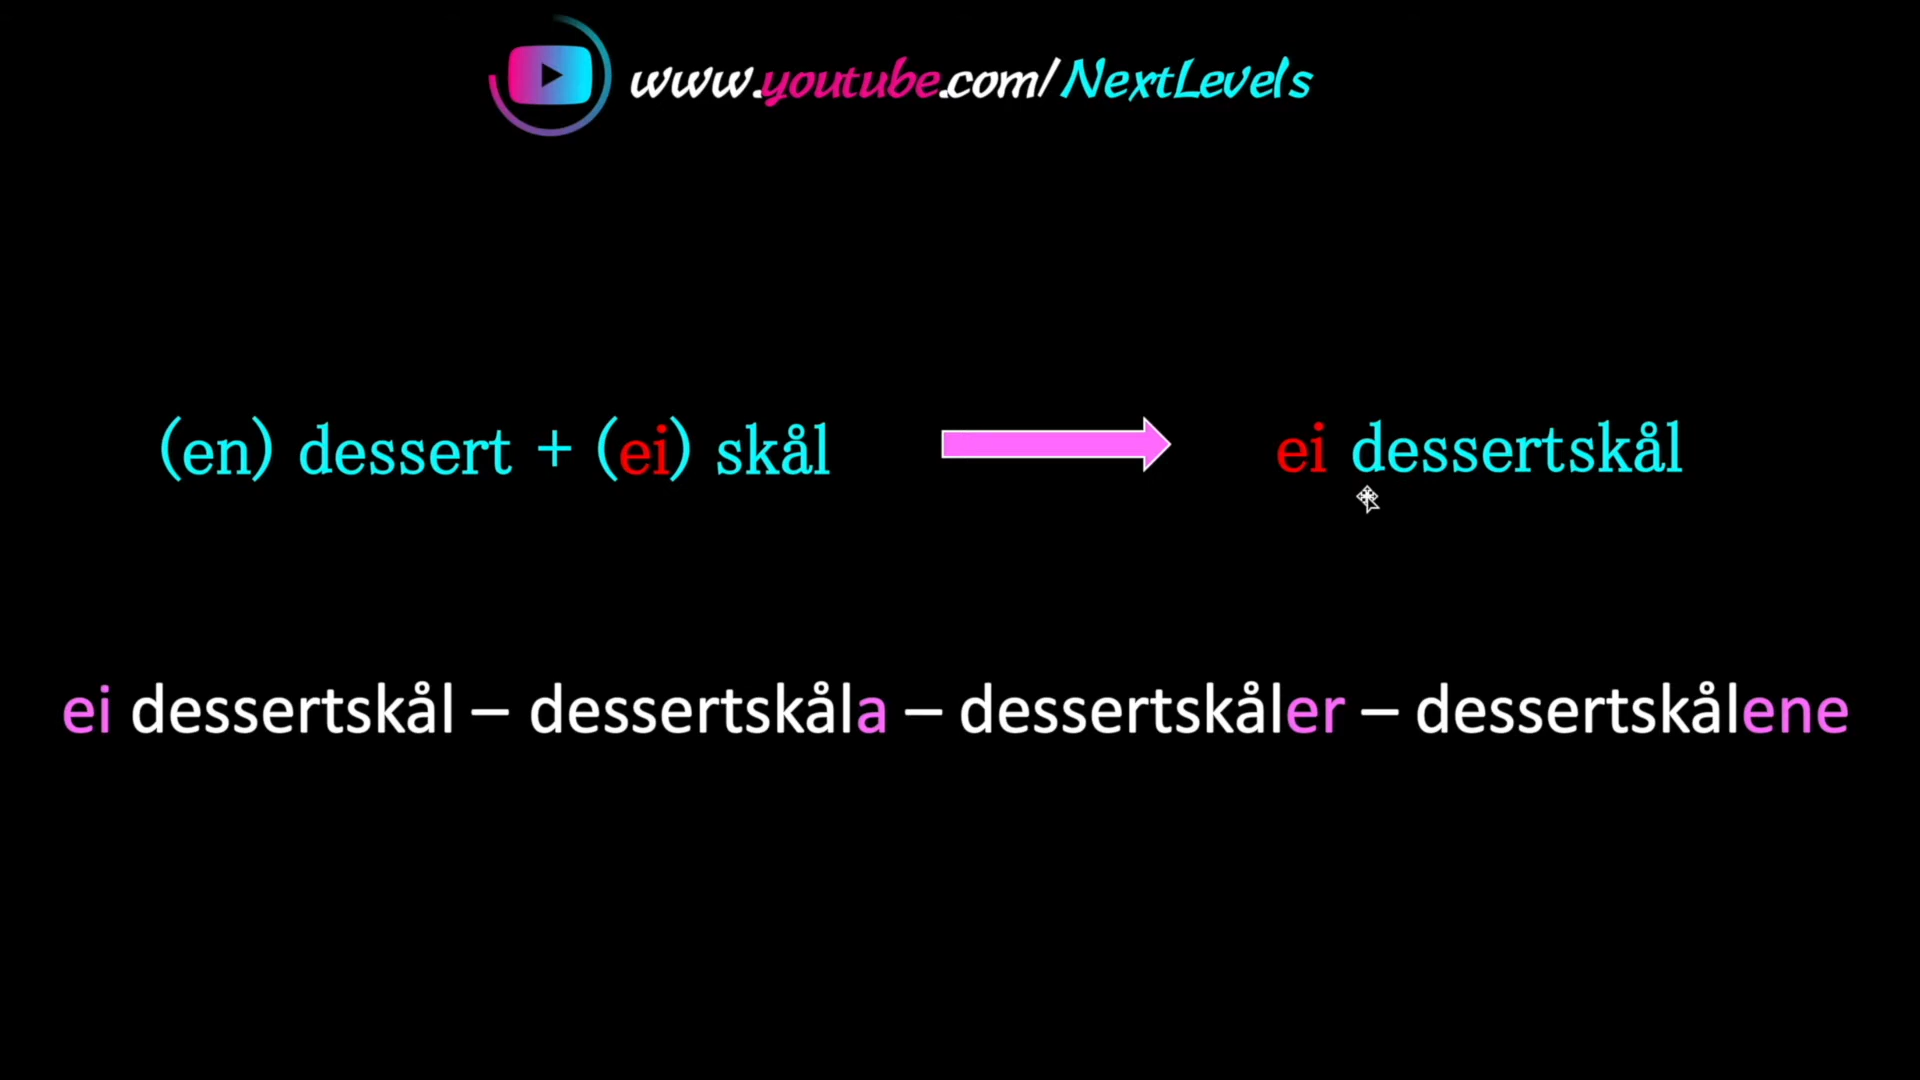 www.youtube.com/NextLevels
(en) dessert + (ei) skål ei dessertskål
ei dessertskål – dessertskåla – dessertskåler – dessertskålene